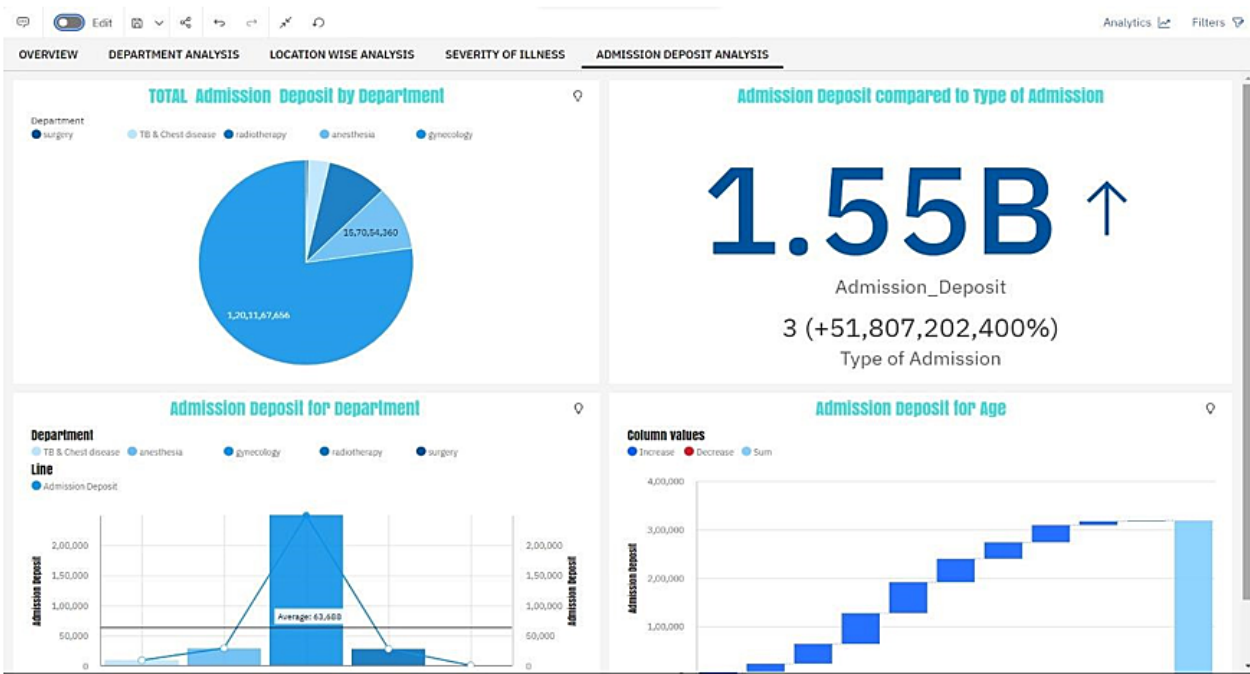 Edit
Analytics
Filters
OVERVIEW DEPARTMENT ANALYSIS LOCATION WISE ANALYSIS SEVERITY OF ILLNESS ADMISSION DEPOSIT ANALYSIS
TOTAL Admission Deposit by Department
Department
surgery TB & Chest disease radiotherapy anesthesia gynecology
15,70,54,360
1,20,11,67,656
Admission Deposit compared to Type of Admission
1.55B
Admission_Deposit
3 (+51,807,202,400%)
Type of Admission
Admission Deposit for Department
Department
TB & Chest disease anesthesia gynecology radiotherapy surgery
Line
Admission Deposit
Admission Deposit
2,00,000
1,50,000
1,00,000
50,000
0
Average: 63,688
2,00,000
1,50,000
1,00,000
50,000
0
Admission Deposit
Admission Deposit for Age
Column values
Increase Decrease Sum
Admission Deposit
4,00,000
3,00,000
2,00,000
1,00,000